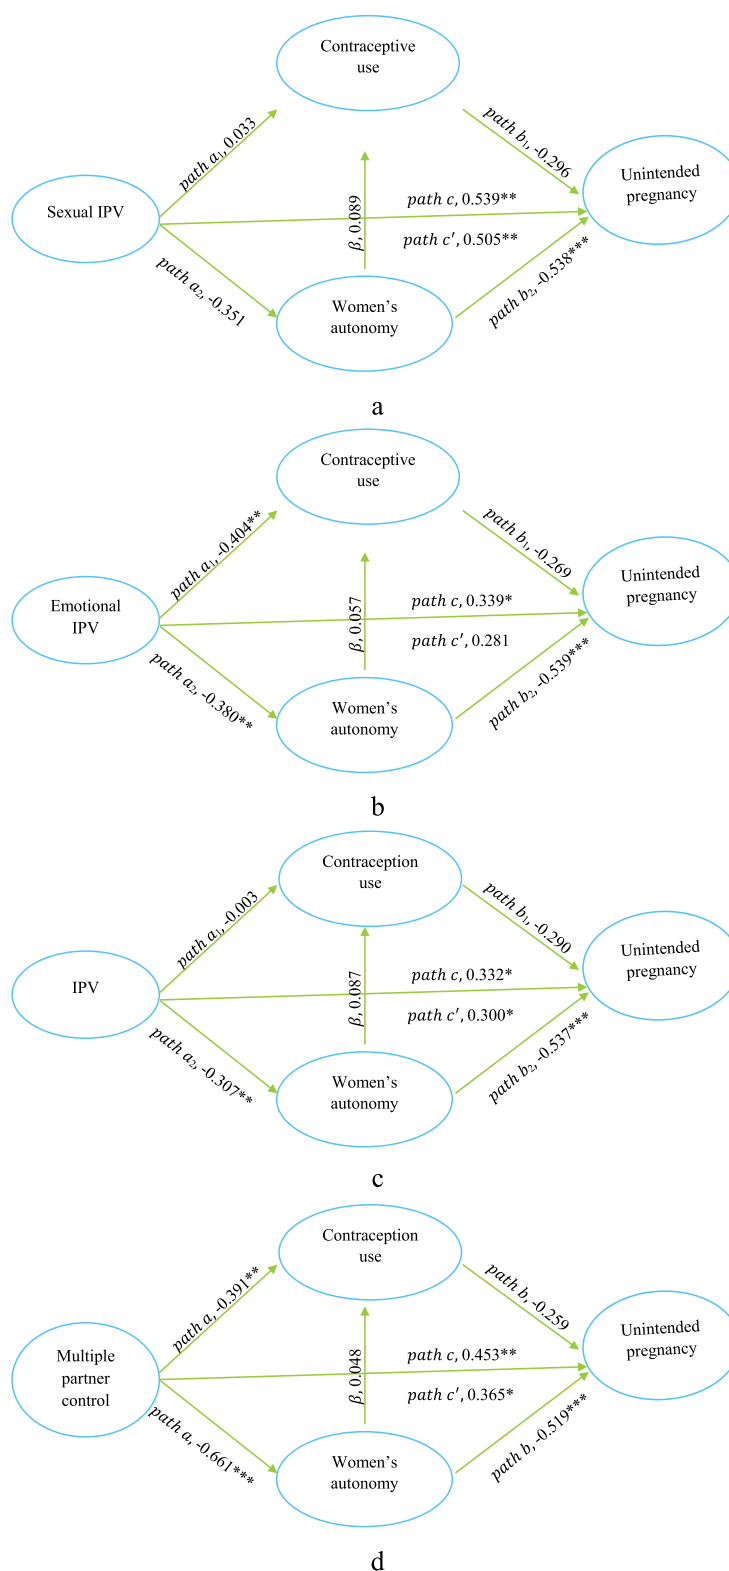 Contraceptive
use
path a₁, 0.033
path b₁, -0.296
Unintended
pregnancy
Sexual IPV
path c, 0.539**
β, 0.089
path c′, 0.505**
path a₂, -0.351
path b₂, -0.538***
Women's
autonomy
a
Contraceptive
use
path a₁, -0.404**
path b₁, -0.269
Unintended
pregnancy
Emotional
IPV
path c, 0.339*
β, 0.057
path c′, 0.281
path a₂, -0.380**
path b₂, -0.539***
Women's
autonomy
b
Contraception
use
path a₁, -0.003
path b₁, -0.290
Unintended
pregnancy
IPV
path c, 0.332*
β, 0.087
path c′, 0.300*
path a₂, -0.307**
path b₂, -0.537***
Women's
autonomy
c
Contraception
use
path a, -0.391**
path b, -0.259
Unintended
pregnancy
Multiple
partner
control
path c, 0.453**
β, 0.048
path c′, 0.365*
path a, -0.661***
path b, -0.519***
Women's
autonomy
d